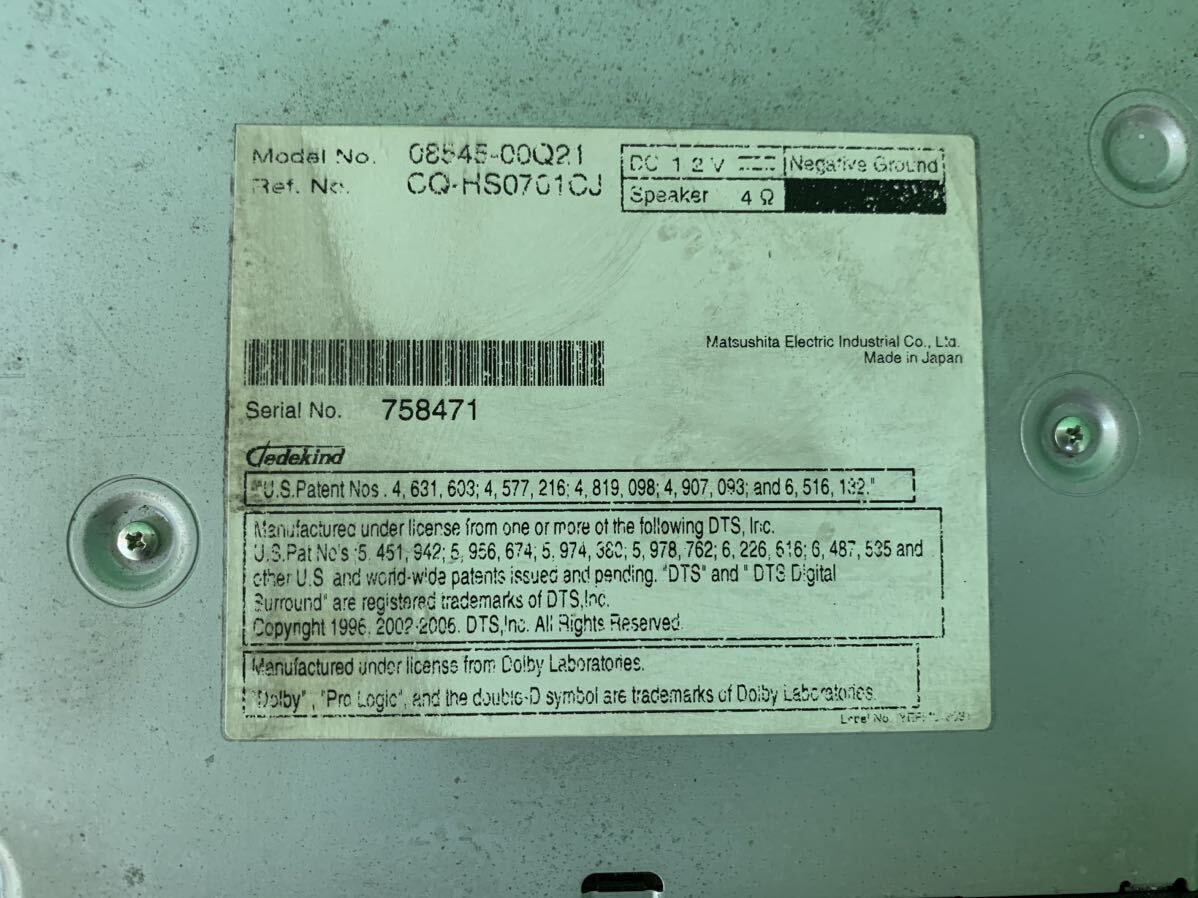 Model No. 08545-00Q21
Ref. No. CQ-HS0701CJ
DC 12V Negative Ground
Speaker 4Ω
Matsushita Electric Industrial Co., Ltd.
Made in Japan
Serial No. 758471
Gedekind
"U.S.Patent Nos. 4, 631, 603; 4, 577, 216; 4, 819, 098; 4, 907, 093; and 6, 516, 132."
Manufactured under license from one or more of the following DTS, Inc.
U.S.Pat No's :5, 451, 942; 5, 956, 674; 5, 974, 380; 5, 978, 762; 6, 226, 616; 6, 487, 535 and
other U.S. and world-wide patents issued and pending. "DTS" and " DTS Digital
Surround" are registered trademarks of DTS,Inc.
Copyright 1996, 2002-2006. DTS,Inc. All Rights Reserved.
Manufactured under license from Dolby Laboratories.
"Dolby" , "Pro Logic", and the double-D symbol are trademarks of Dolby Laboratories.
Label No.